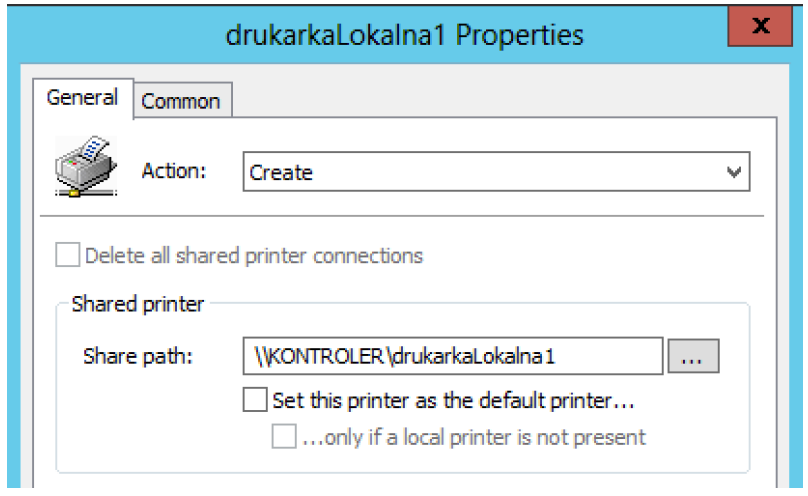 drukarkaLokalna1 Properties
x
General Common
Action: Create
Delete all shared printer connections
Shared printer
Share path: \\KONTROLER\drukarkaLokalna1 ...
Set this printer as the default printer...
...only if a local printer is not present